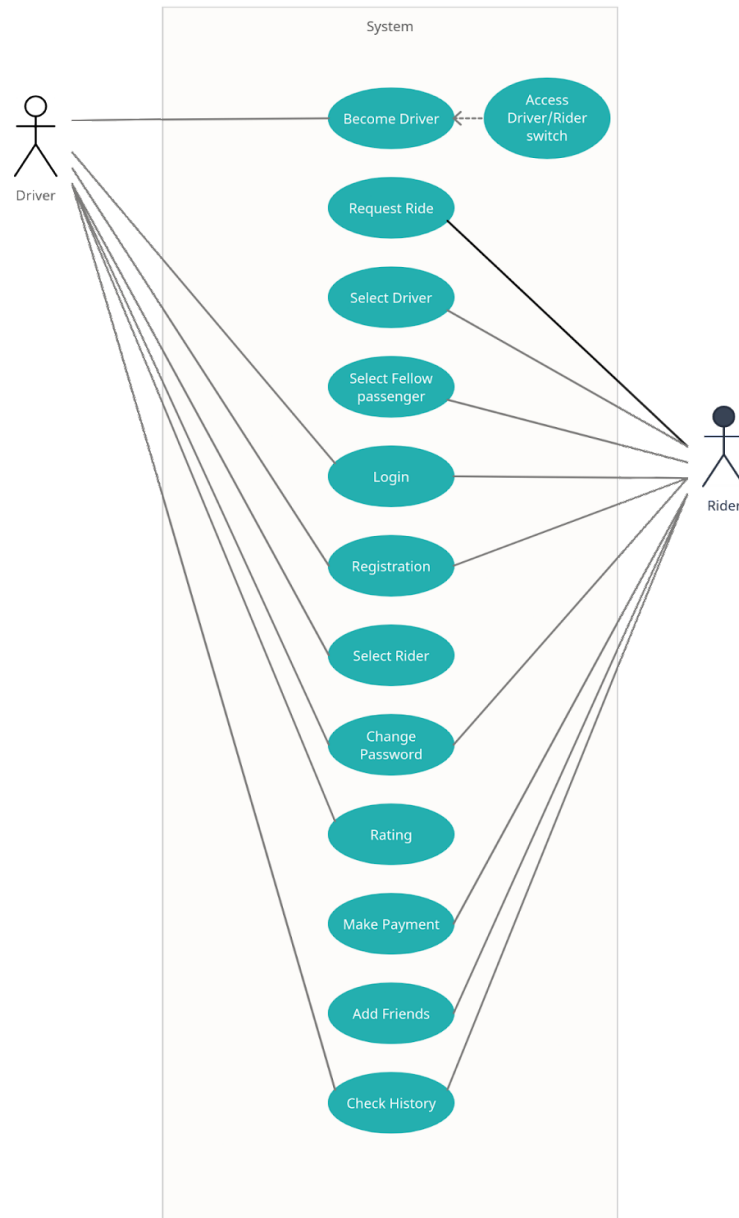 System
Become Driver
Access
Driver/Rider
switch
Driver
Request Ride
Select Driver
Select Fellow
passenger
Login
Rider
Registration
Select Rider
Change
Password
Rating
Make Payment
Add Friends
Check History